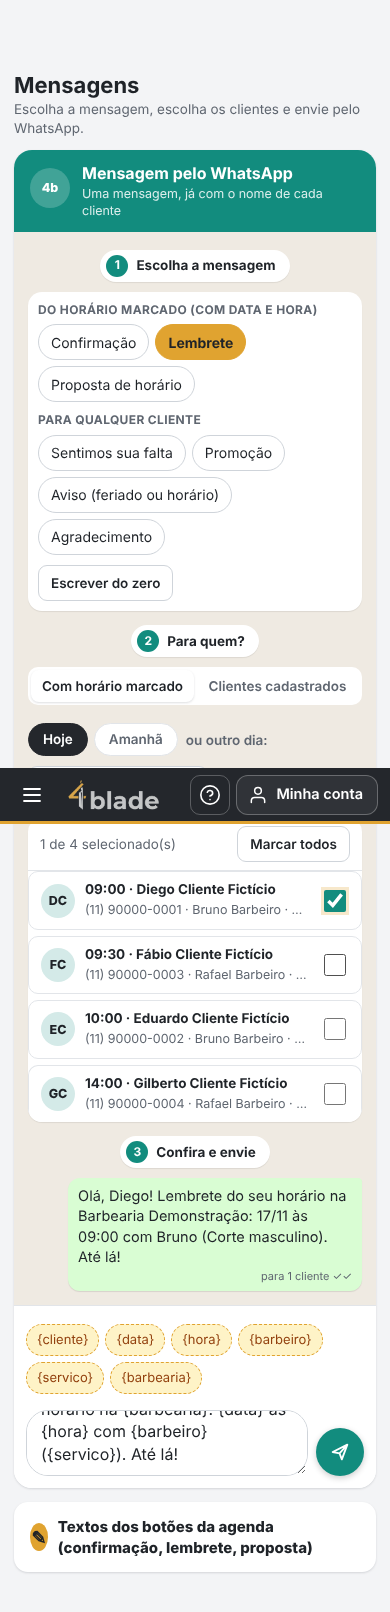 Mensagens
Escolha a mensagem, escolha os clientes e envie pelo
WhatsApp.
4b
Mensagem pelo WhatsApp
Uma mensagem, já com o nome de cada
cliente
1 Escolha a mensagem
DO HORÁRIO MARCADO (COM DATA E HORA)
Confirmação Lembrete
Proposta de horário
PARA QUALQUER CLIENTE
Sentimos sua falta Promoção
Aviso (feriado ou horário)
Agradecimento
Escrever do zero
2 Para quem?
Com horário marcado Clientes cadastrados
Hoje Amanhã ou outro dia:
4blade ? Minha conta
1 de 4 selecionado(s) Marcar todos
DC 09:00 · Diego Cliente Fictício
(11) 90000-0001 · Bruno Barbeiro · ...
FC 09:30 · Fábio Cliente Fictício
(11) 90000-0003 · Rafael Barbeiro · ...
EC 10:00 · Eduardo Cliente Fictício
(11) 90000-0002 · Bruno Barbeiro · ...
GC 14:00 · Gilberto Cliente Fictício
(11) 90000-0004 · Rafael Barbeiro · ...
3 Confira e envie
Olá, Diego! Lembrete do seu horário na
Barbearia Demonstração: 17/11 às
09:00 com Bruno (Corte masculino).
Até lá!
para 1 cliente ✓✓
{cliente} {data} {hora} {barbeiro}
{servico} {barbearia}
horário na {barbearia}: {data} às
{hora} com {barbeiro}
({servico}). Até lá!
Textos dos botões da agenda
(confirmação, lembrete, proposta)